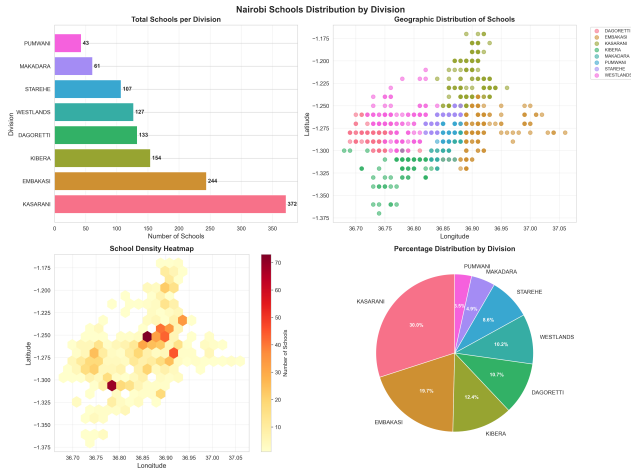 Nairobi Schools Distribution by Division
Total Schools per Division
Division
PUMWANI
MAKADARA
STAREHE
WESTLANDS
DAGORETTI
KIBERA
EMBAKASI
KASARANI
43
61
107
127
133
154
244
372
0 50 100 150 200 250 300 350
Number of Schools
Geographic Distribution of Schools
Latitude
−1.175
−1.200
−1.225
−1.250
−1.275
−1.300
−1.325
−1.350
−1.375
36.70 36.75 36.80 36.85 36.90 36.95 37.00 37.05
Longitude
DAGORETTI
EMBAKASI
KASARANI
KIBERA
MAKADARA
PUMWANI
STAREHE
WESTLANDS
School Density Heatmap
Latitude
−1.175
−1.200
−1.225
−1.250
−1.275
−1.300
−1.325
−1.350
−1.375
36.70 36.75 36.80 36.85 36.90 36.95 37.00 37.05
Longitude
70
60
50
40
30
20
10
Number of Schools
Percentage Distribution by Division
PUMWANI
MAKADARA
STAREHE
WESTLANDS
DAGORETTI
KIBERA
EMBAKASI
KASARANI
4.9%
8.6%
10.2%
10.7%
12.4%
19.7%
30.0%